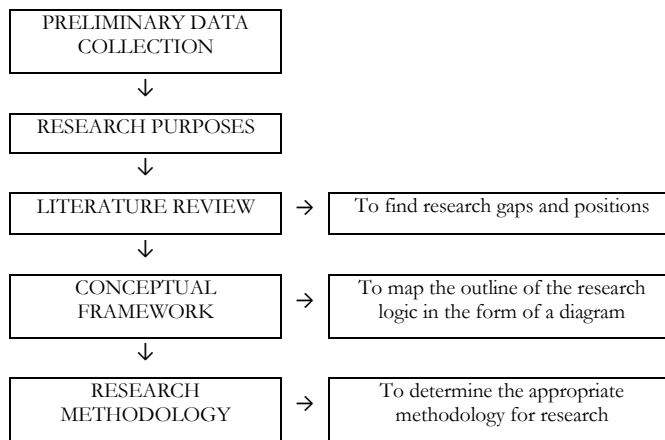 PRELIMINARY DATA
COLLECTION
↓
RESEARCH PURPOSES
↓
LITERATURE REVIEW → To find research gaps and positions
↓
CONCEPTUAL
FRAMEWORK
→
To map the outline of the research
logic in the form of a diagram
↓
RESEARCH
METHODOLOGY
→
To determine the appropriate
methodology for research